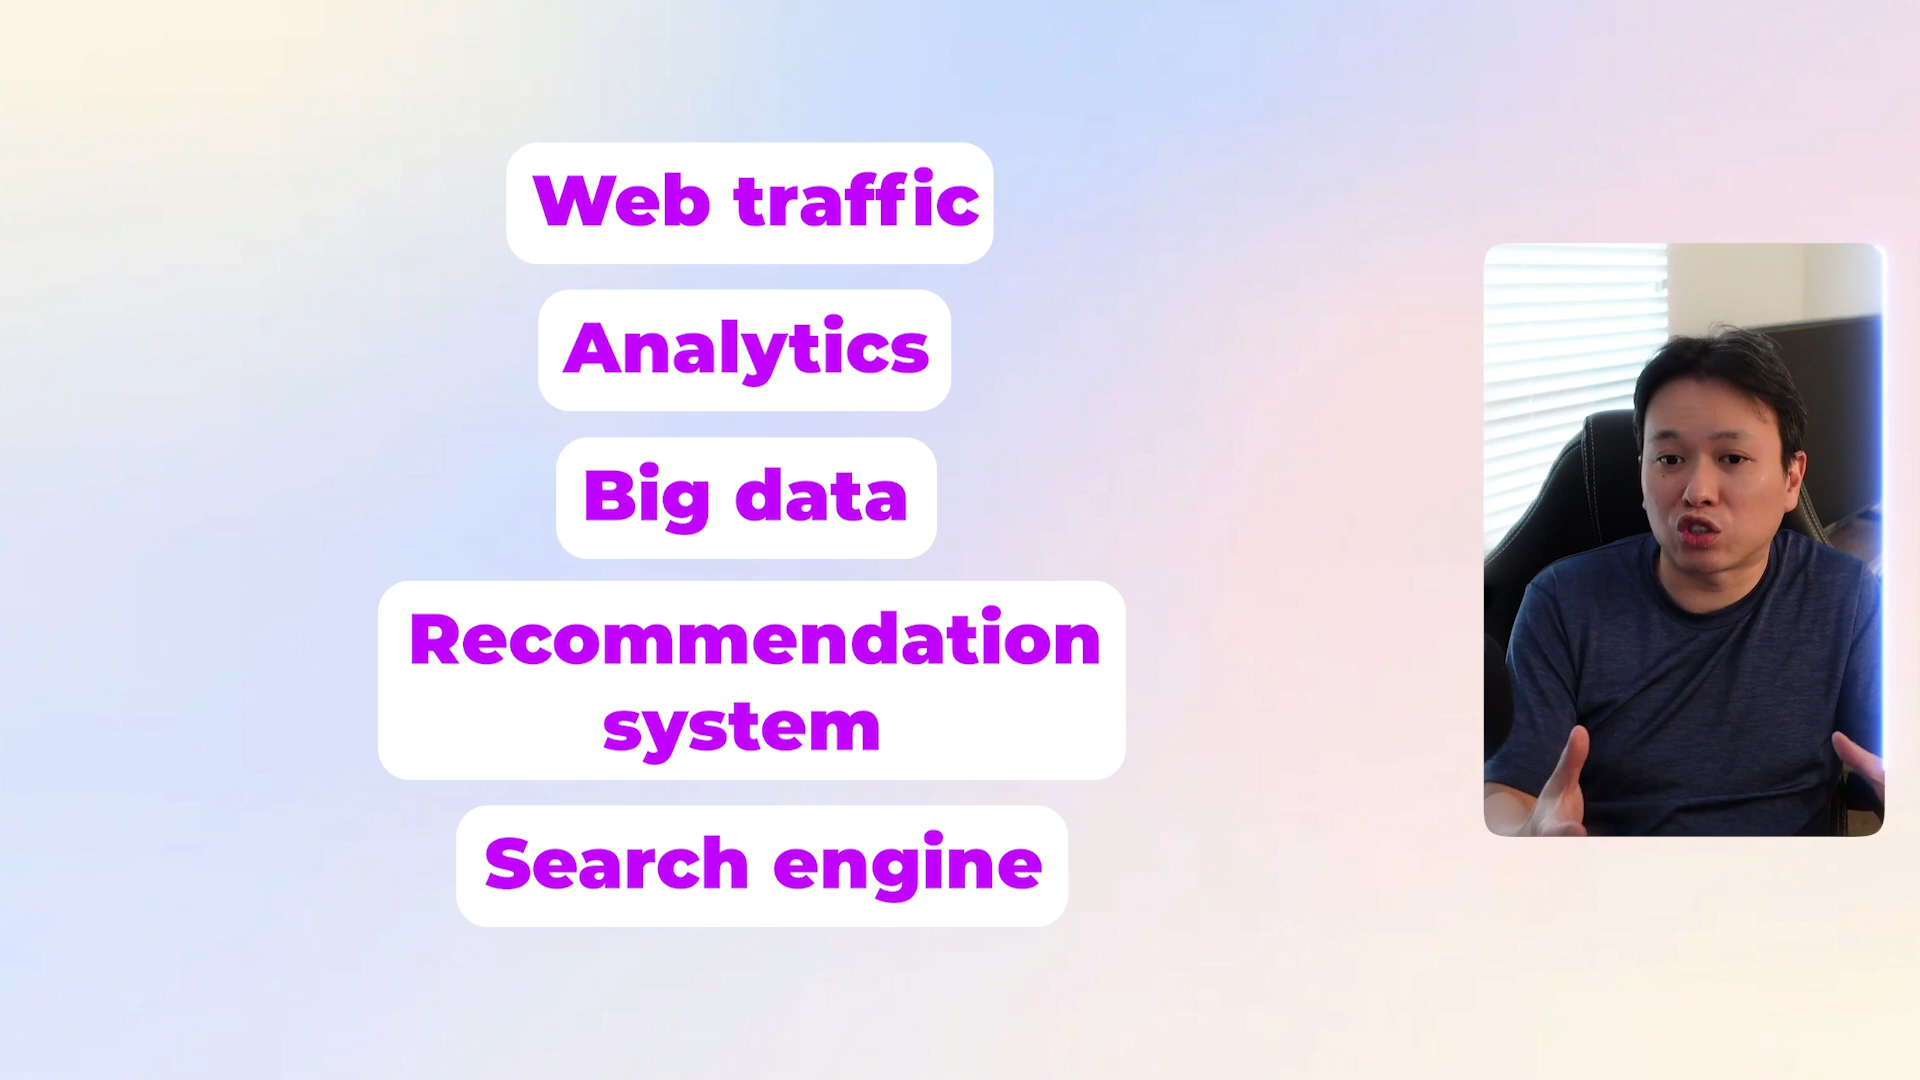 Web traffic
Analytics
Big data
Recommendation
system
Search engine